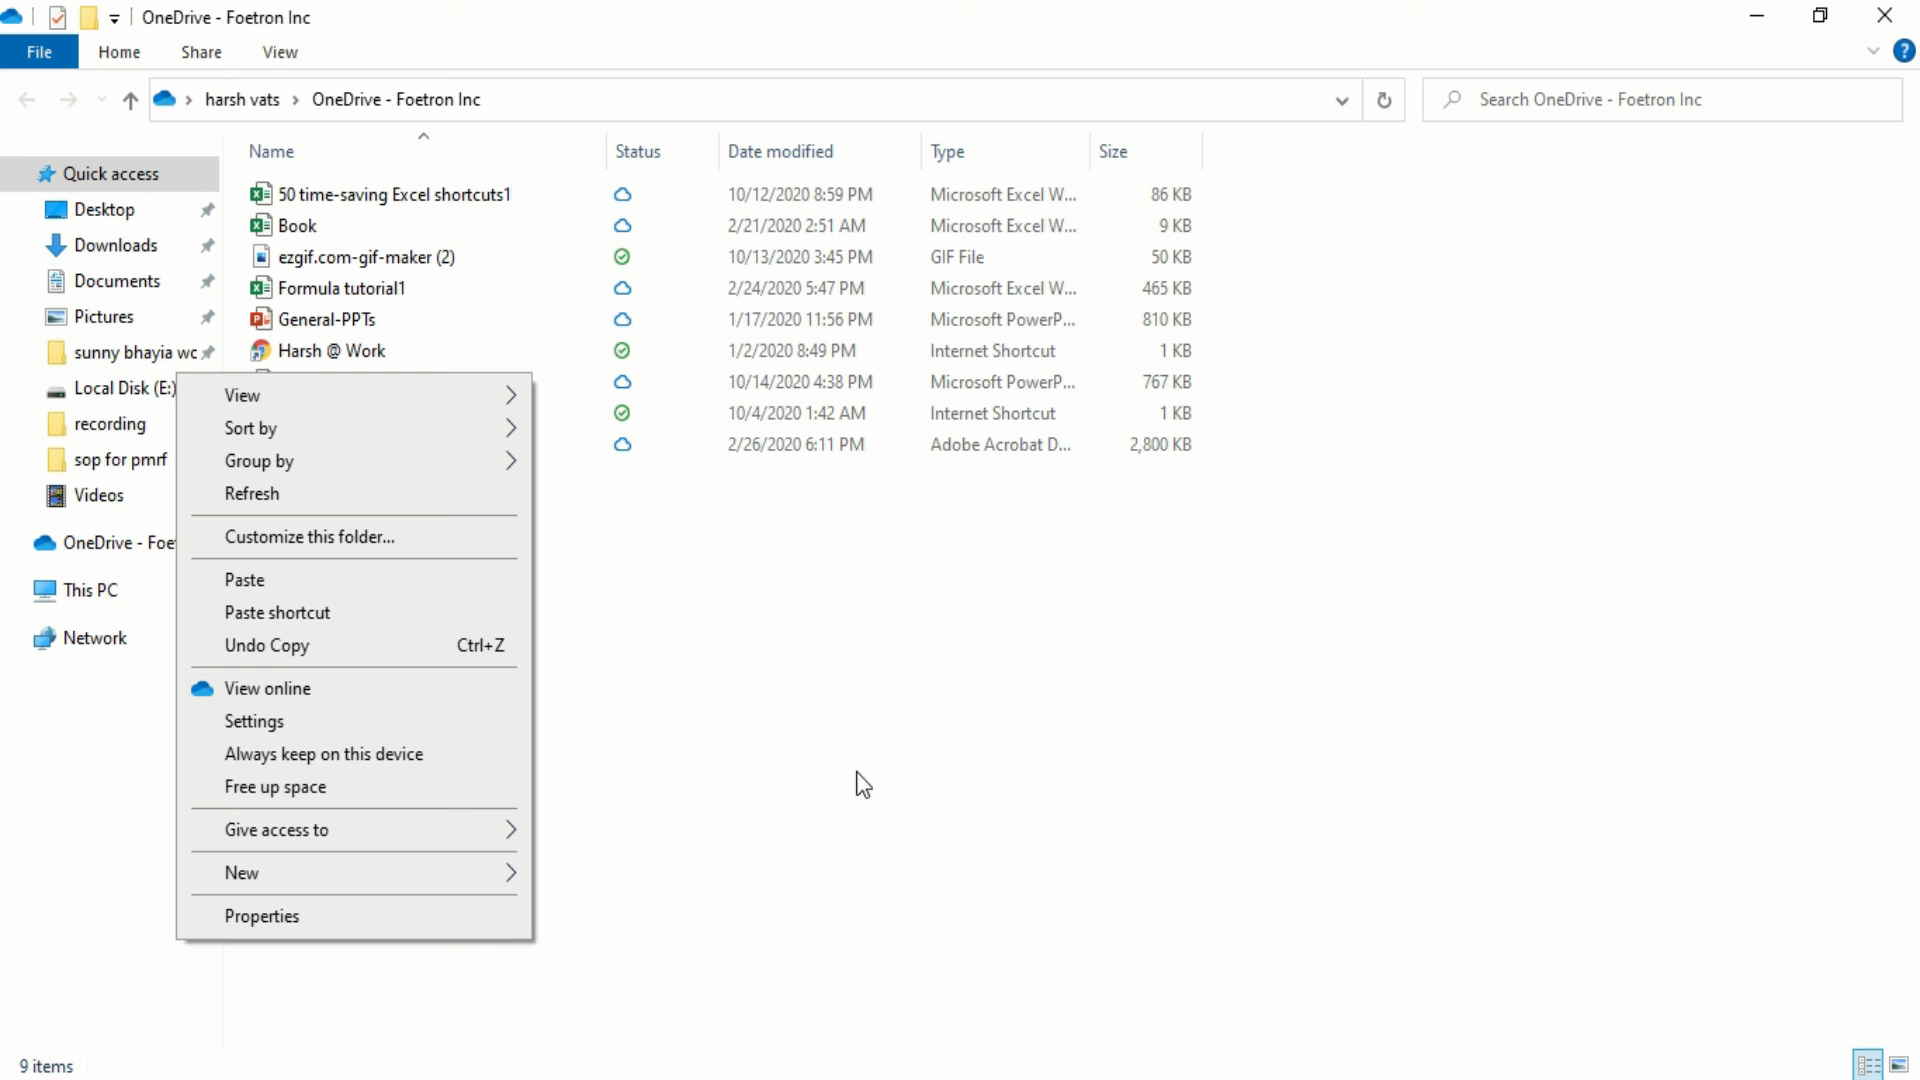 OneDrive - Foetron Inc
File Home Share View
harsh vats > OneDrive - Foetron Inc
Search OneDrive - Foetron Inc
Name Status Date modified Type Size
Quick access
Desktop
Downloads
Documents
Pictures
sunny bhayia wc
Local Disk (E:)
recording
sop for pmrf
Videos
OneDrive - Foe
This PC
Network
50 time-saving Excel shortcuts1 10/12/2020 8:59 PM Microsoft Excel W... 86 KB
Book 2/21/2020 2:51 AM Microsoft Excel W... 9 KB
ezgif.com-gif-maker (2) 10/13/2020 3:45 PM GIF File 50 KB
Formula tutorial1 2/24/2020 5:47 PM Microsoft Excel W... 465 KB
General-PPTs 1/17/2020 11:56 PM Microsoft PowerP... 810 KB
Harsh @ Work 1/2/2020 8:49 PM Internet Shortcut 1 KB
10/14/2020 4:38 PM Microsoft PowerP... 767 KB
10/4/2020 1:42 AM Internet Shortcut 1 KB
2/26/2020 6:11 PM Adobe Acrobat D... 2,800 KB
View
Sort by
Group by
Refresh
Customize this folder...
Paste
Paste shortcut
Undo Copy Ctrl+Z
View online
Settings
Always keep on this device
Free up space
Give access to
New
Properties
9 items